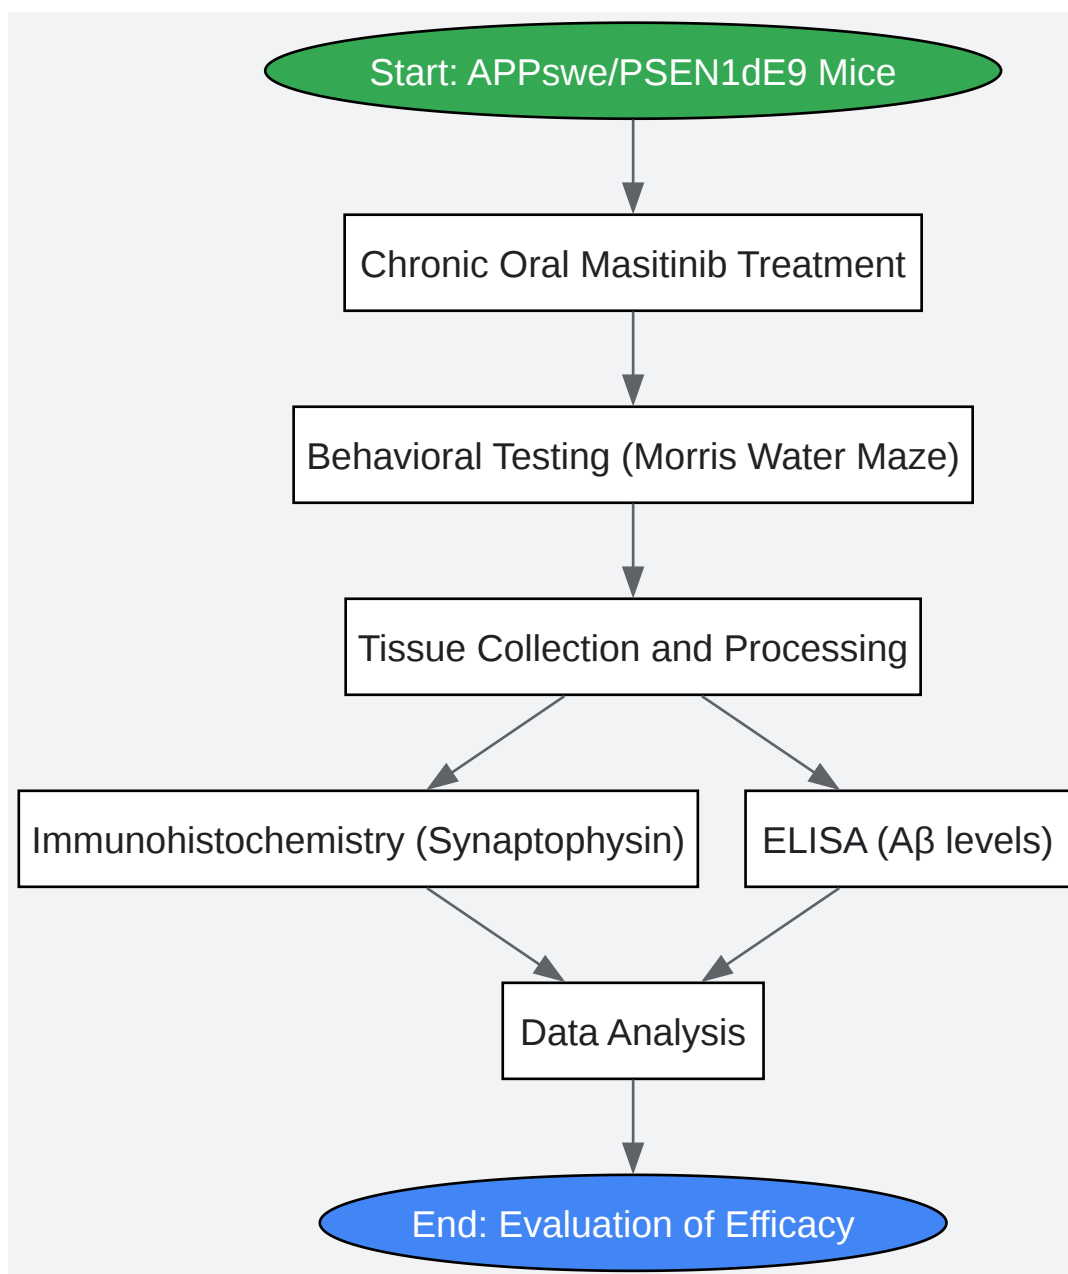 Start: APPswe/PSEN1dE9 Mice
Chronic Oral Masitinib Treatment
Behavioral Testing (Morris Water Maze)
Tissue Collection and Processing
Immunohistochemistry (Synaptophysin)
ELISA (Aβ levels)
Data Analysis
End: Evaluation of Efficacy